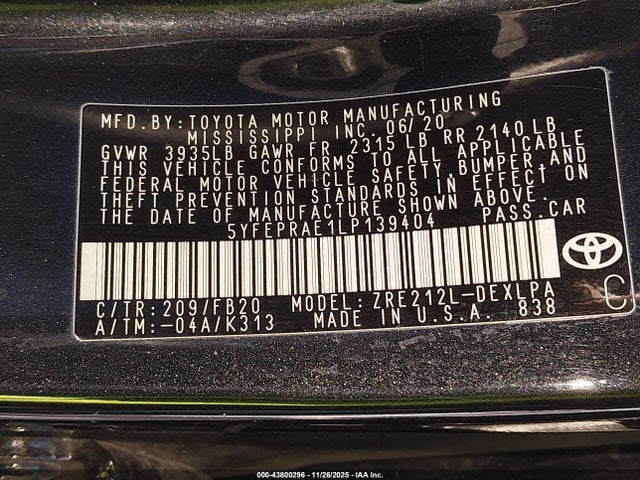 MFD.BY:TOYOTA MOTOR MANUFACTURING
MISSISSIPPI INC. 06/20
GVWR 3935LB GAWR FR 2315 LB RR 2140 LB
THIS VEHICLE CONFORMS TO ALL APPLICABLE
FEDERAL MOTOR VEHICLE SAFETY,BUMPER,AND
THEFT PREVENTION STANDARDS IN EFFECT ON
THE DATE OF MANUFACTURE SHOWN ABOVE.
5YFEPRAE1LP139404 PASS.CAR
C/TR:209/FB20 MODEL:ZRE212L-DEXLPA
A/TM:-04A/K313 MADE IN U.S.A. 838
C
000-43800296 - 11/26/2025 - IAA Inc.